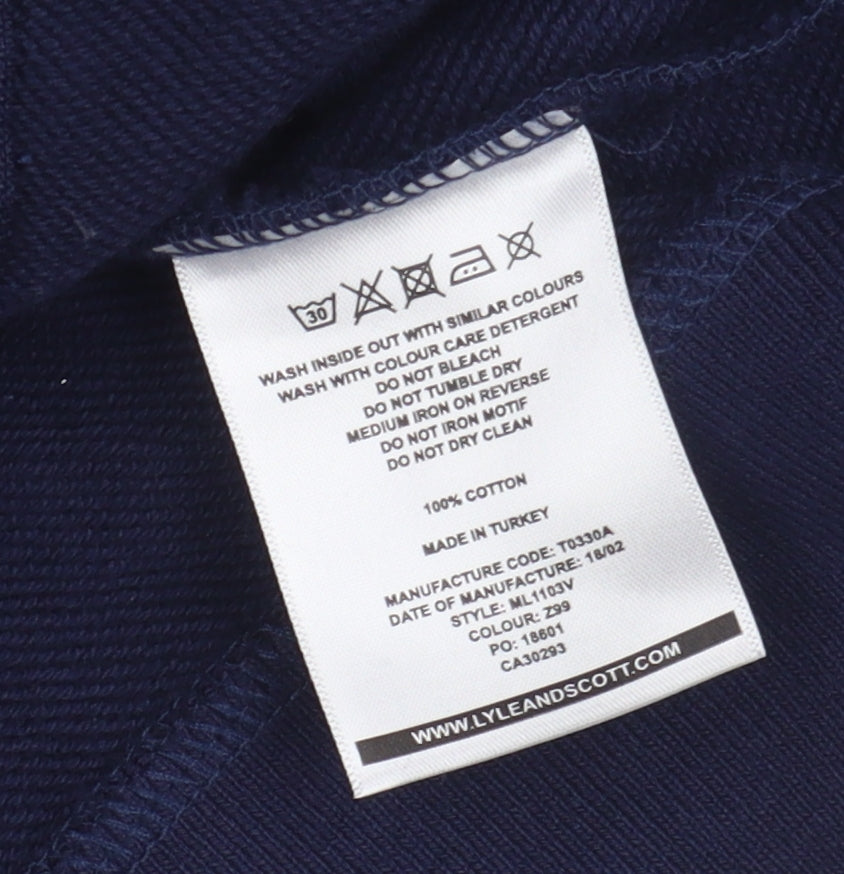 30
WASH INSIDE OUT WITH SIMILAR COLOURS
WASH WITH COLOUR CARE DETERGENT
DO NOT BLEACH
DO NOT TUMBLE DRY
MEDIUM IRON ON REVERSE
DO NOT IRON MOTIF
DO NOT DRY CLEAN
100% COTTON
MADE IN TURKEY
MANUFACTURE CODE: T0330A
DATE OF MANUFACTURE: 18/02
STYLE: ML1103V
COLOUR: Z99
PO: 18601
CA30293
WWW.LYLEANDSCOTT.COM